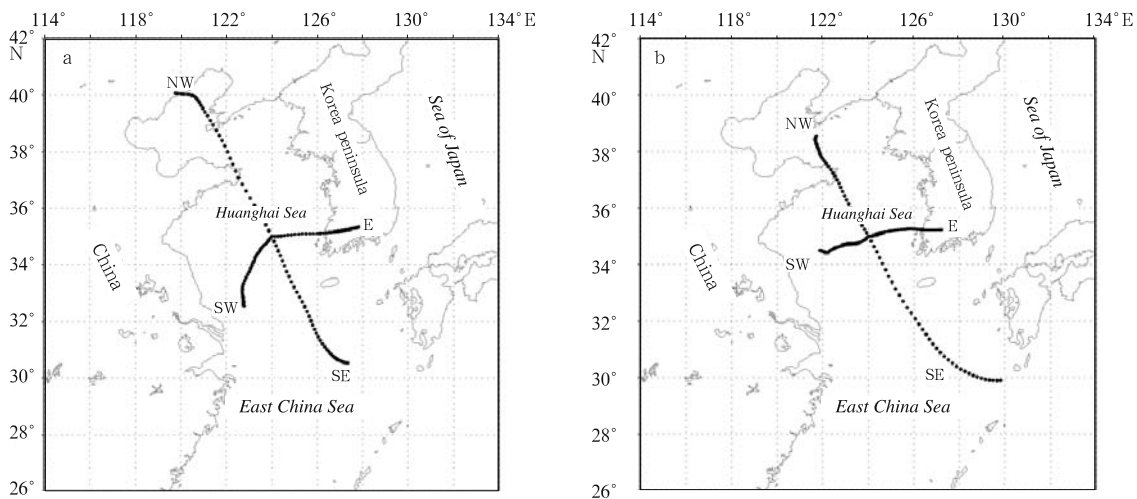 114° 118° 122° 126° 130° 134°E
42°
N
a
NW
40°
Korea peninsula
Sea of Japan
38°
36°
Huanghai Sea
E
34°
China
SW
32°
SE
30°
East China Sea
28°
26°
114° 118° 122° 126° 130° 134°E
42°
N
b
40°
NW
Korea peninsula
Sea of Japan
38°
36°
Huanghai Sea
E
34°
SW
China
32°
SE
30°
East China Sea
28°
26°